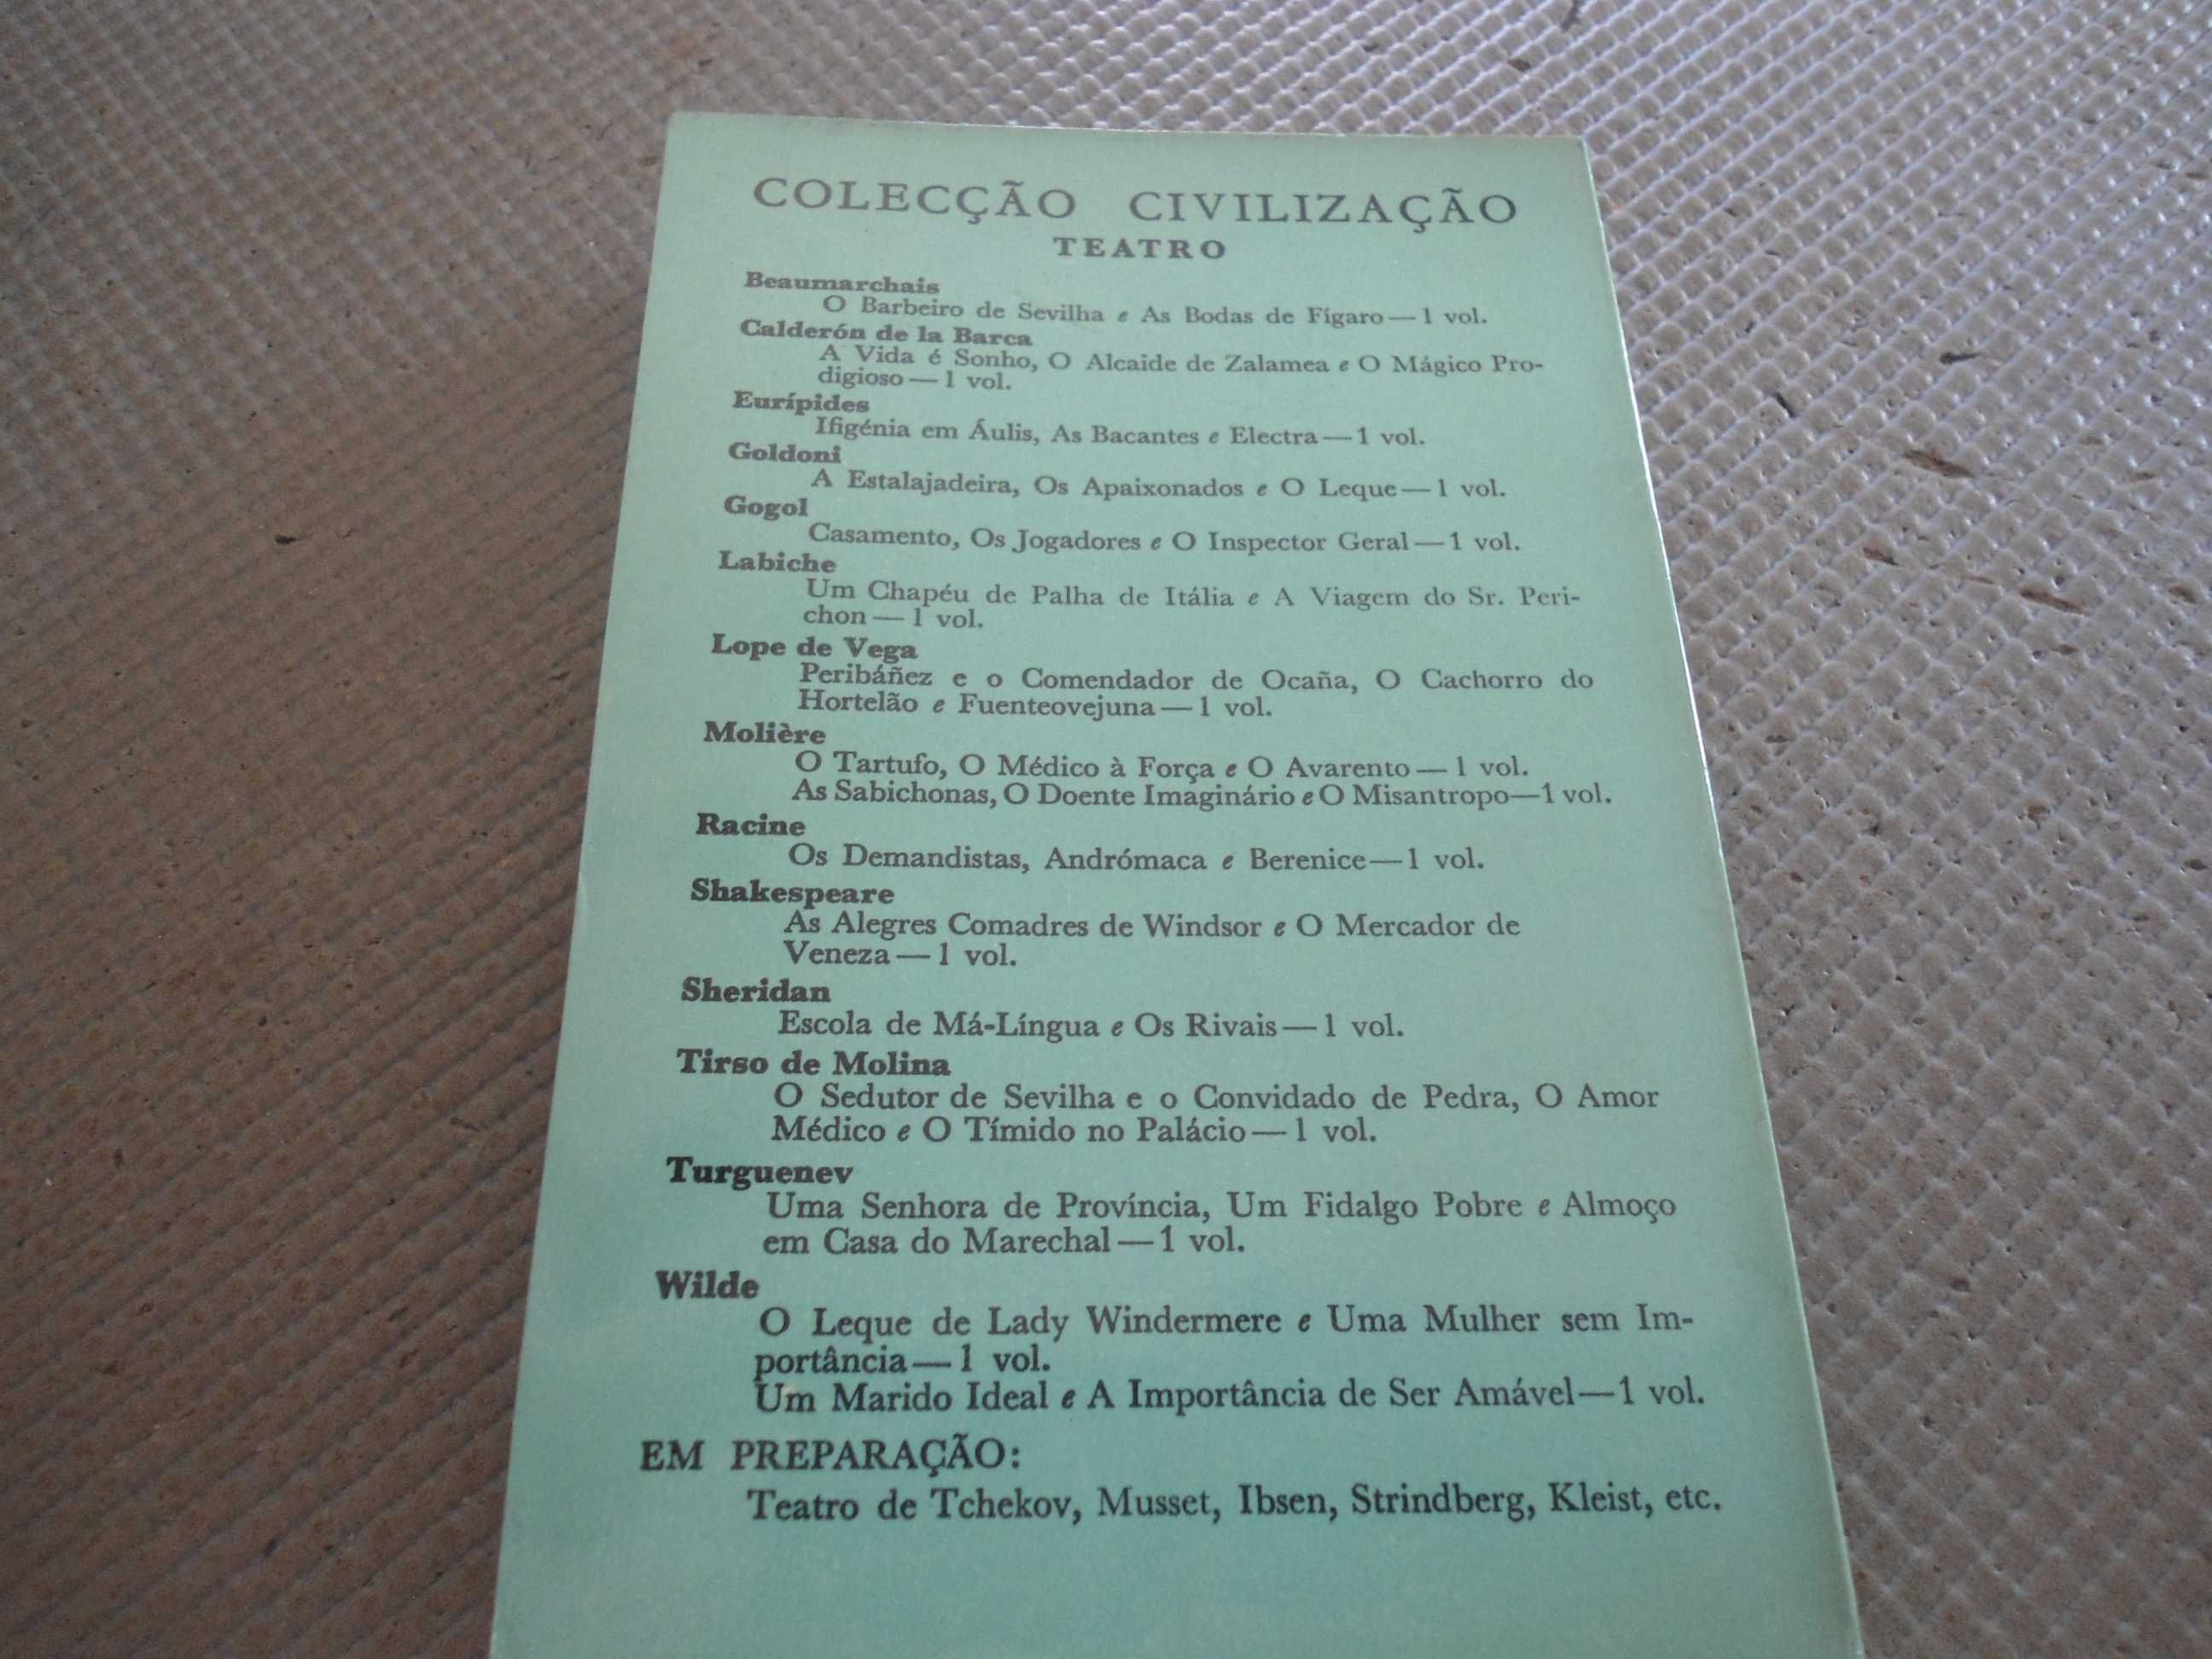 COLECÇÃO CIVILIZAÇÃO
TEATRO
Beaumarchais
O Barbeiro de Sevilha e As Bodas de Fígaro — 1 vol.
Calderón de la Barca
A Vida é Sonho, O Alcaide de Zalamea e O Mágico Pro-
digioso — 1 vol.
Eurípides
Ifigénia em Áulis, As Bacantes e Electra — 1 vol.
Goldoni
A Estalajadeira, Os Apaixonados e O Leque — 1 vol.
Gogol
Casamento, Os Jogadores e O Inspector Geral — 1 vol.
Labiche
Um Chapéu de Palha de Itália e A Viagem do Sr. Peri-
chon — 1 vol.
Lope de Vega
Peribáñez e o Comendador de Ocaña, O Cachorro do
Hortelão e Fuenteovejuna — 1 vol.
Molière
O Tartufo, O Médico à Força e O Avarento — 1 vol.
As Sabichonas, O Doente Imaginário e O Misantropo — 1 vol.
Racine
Os Demandistas, Andrómaca e Berenice — 1 vol.
Shakespeare
As Alegres Comadres de Windsor e O Mercador de
Veneza — 1 vol.
Sheridan
Escola de Má-Língua e Os Rivais — 1 vol.
Tirso de Molina
O Sedutor de Sevilha e o Convidado de Pedra, O Amor
Médico e O Tímido no Palácio — 1 vol.
Turguenev
Uma Senhora de Província, Um Fidalgo Pobre e Almoço
em Casa do Marechal — 1 vol.
Wilde
O Leque de Lady Windermere e Uma Mulher sem Im-
portância — 1 vol.
Um Marido Ideal e A Importância de Ser Amável — 1 vol.
EM PREPARAÇÃO:
Teatro de Tchekov, Musset, Ibsen, Strindberg, Kleist, etc.